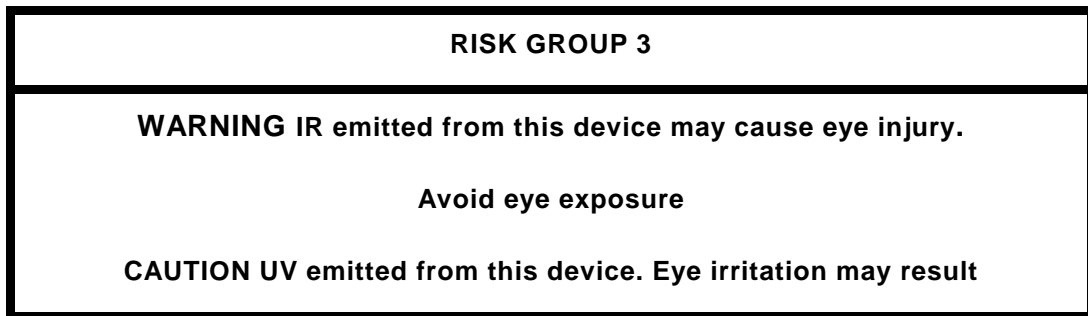 RISK GROUP 3
WARNING IR emitted from this device may cause eye injury.
Avoid eye exposure
CAUTION UV emitted from this device. Eye irritation may result